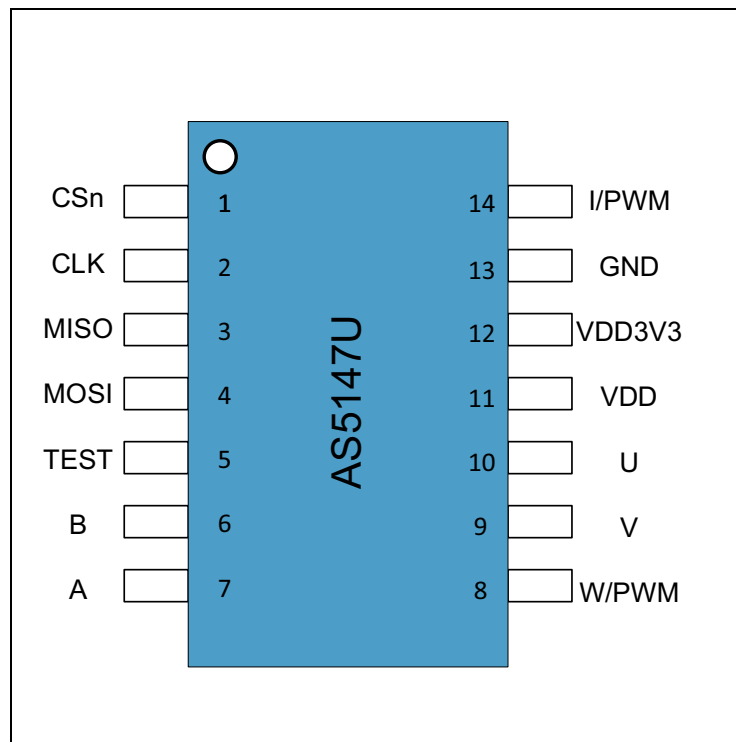 CSn 1 14 I/PWM
CLK 2 13 GND
MISO 3 12 VDD3V3
MOSI 4 11 VDD
TEST 5 10 U
B 6 9 V
A 7 8 W/PWM
AS5147U